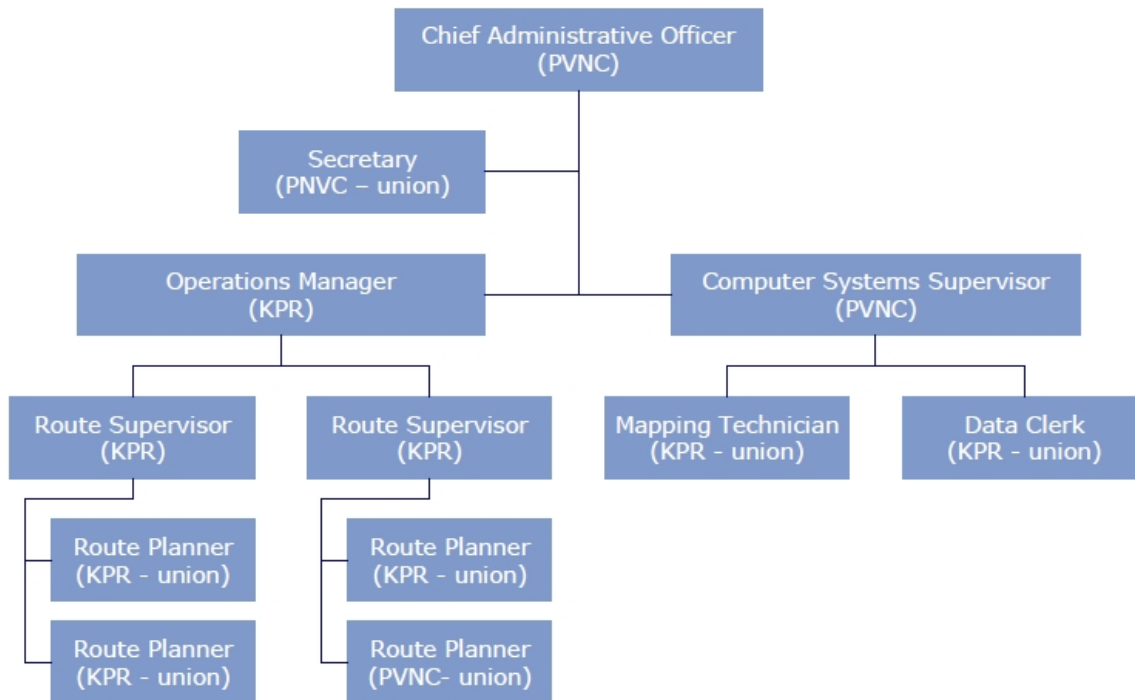 Chief Administrative Officer
(PVNC)
Secretary
(PNVC – union)
Operations Manager
(KPR)
Computer Systems Supervisor
(PVNC)
Route Supervisor
(KPR)
Route Supervisor
(KPR)
Mapping Technician
(KPR - union)
Data Clerk
(KPR - union)
Route Planner
(KPR - union)
Route Planner
(KPR - union)
Route Planner
(KPR - union)
Route Planner
(PVNC- union)